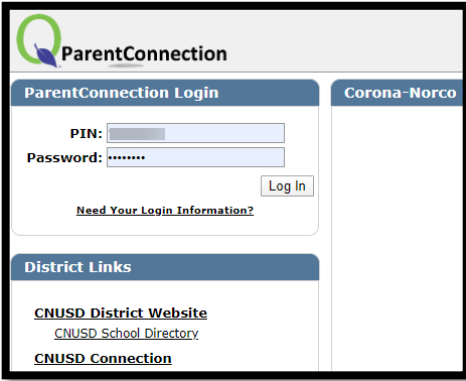 ParentConnection
ParentConnection Login
PIN:
Password: ••••••••
Log In
Need Your Login Information?
District Links
CNUSD District Website
CNUSD School Directory
CNUSD Connection
Corona-Norco